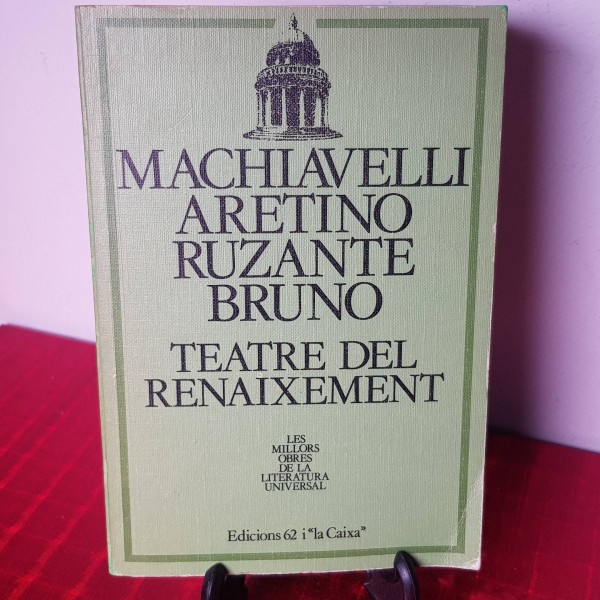 MACHIAVELLI
ARETINO
RUZANTE
BRUNO
TEATRE DEL
RENAIXEMENT
LES
MILLORS
OBRES
DE LA
LITERATURA
UNIVERSAL
Edicions 62 i "la Caixa"